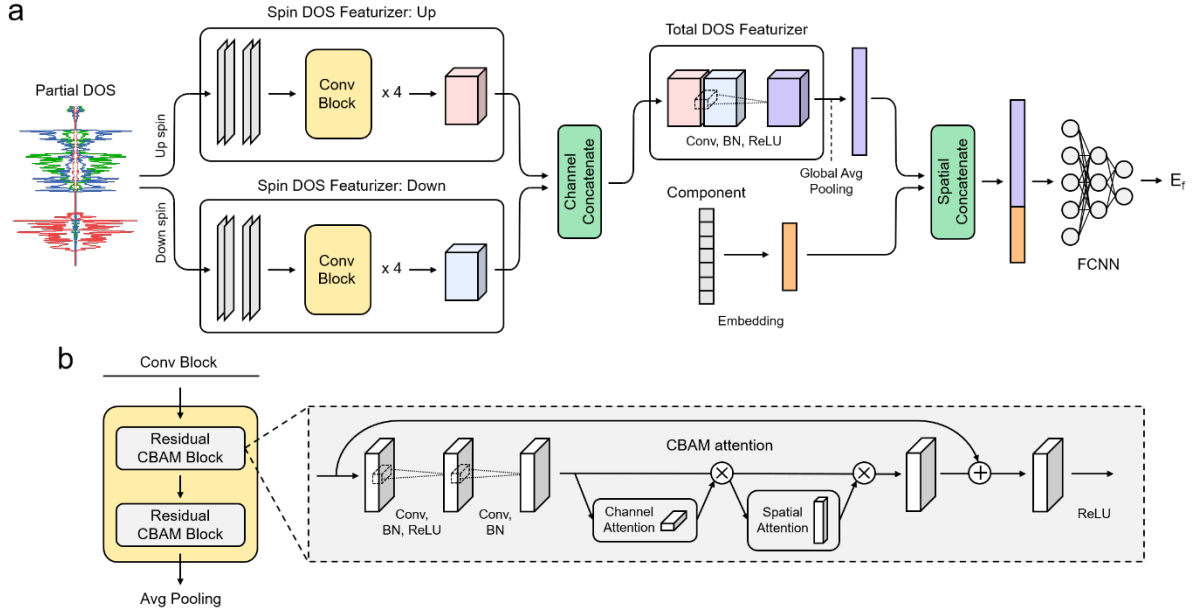 a
Spin DOS Featurizer: Up
Total DOS Featurizer
Partial DOS
Up spin
Conv
Block
x 4
Conv, BN, ReLU
Global Avg
Pooling
Channel
Concatenate
Spatial
Concatenate
E_f
FCNN
Spin DOS Featurizer: Down
Down spin
Conv
Block
x 4
Component
Embedding
b
Conv Block
Residual
CBAM Block
Residual
CBAM Block
Avg Pooling
CBAM attention
Conv,
BN, ReLU
Conv,
BN
Channel
Attention
Spatial
Attention
ReLU